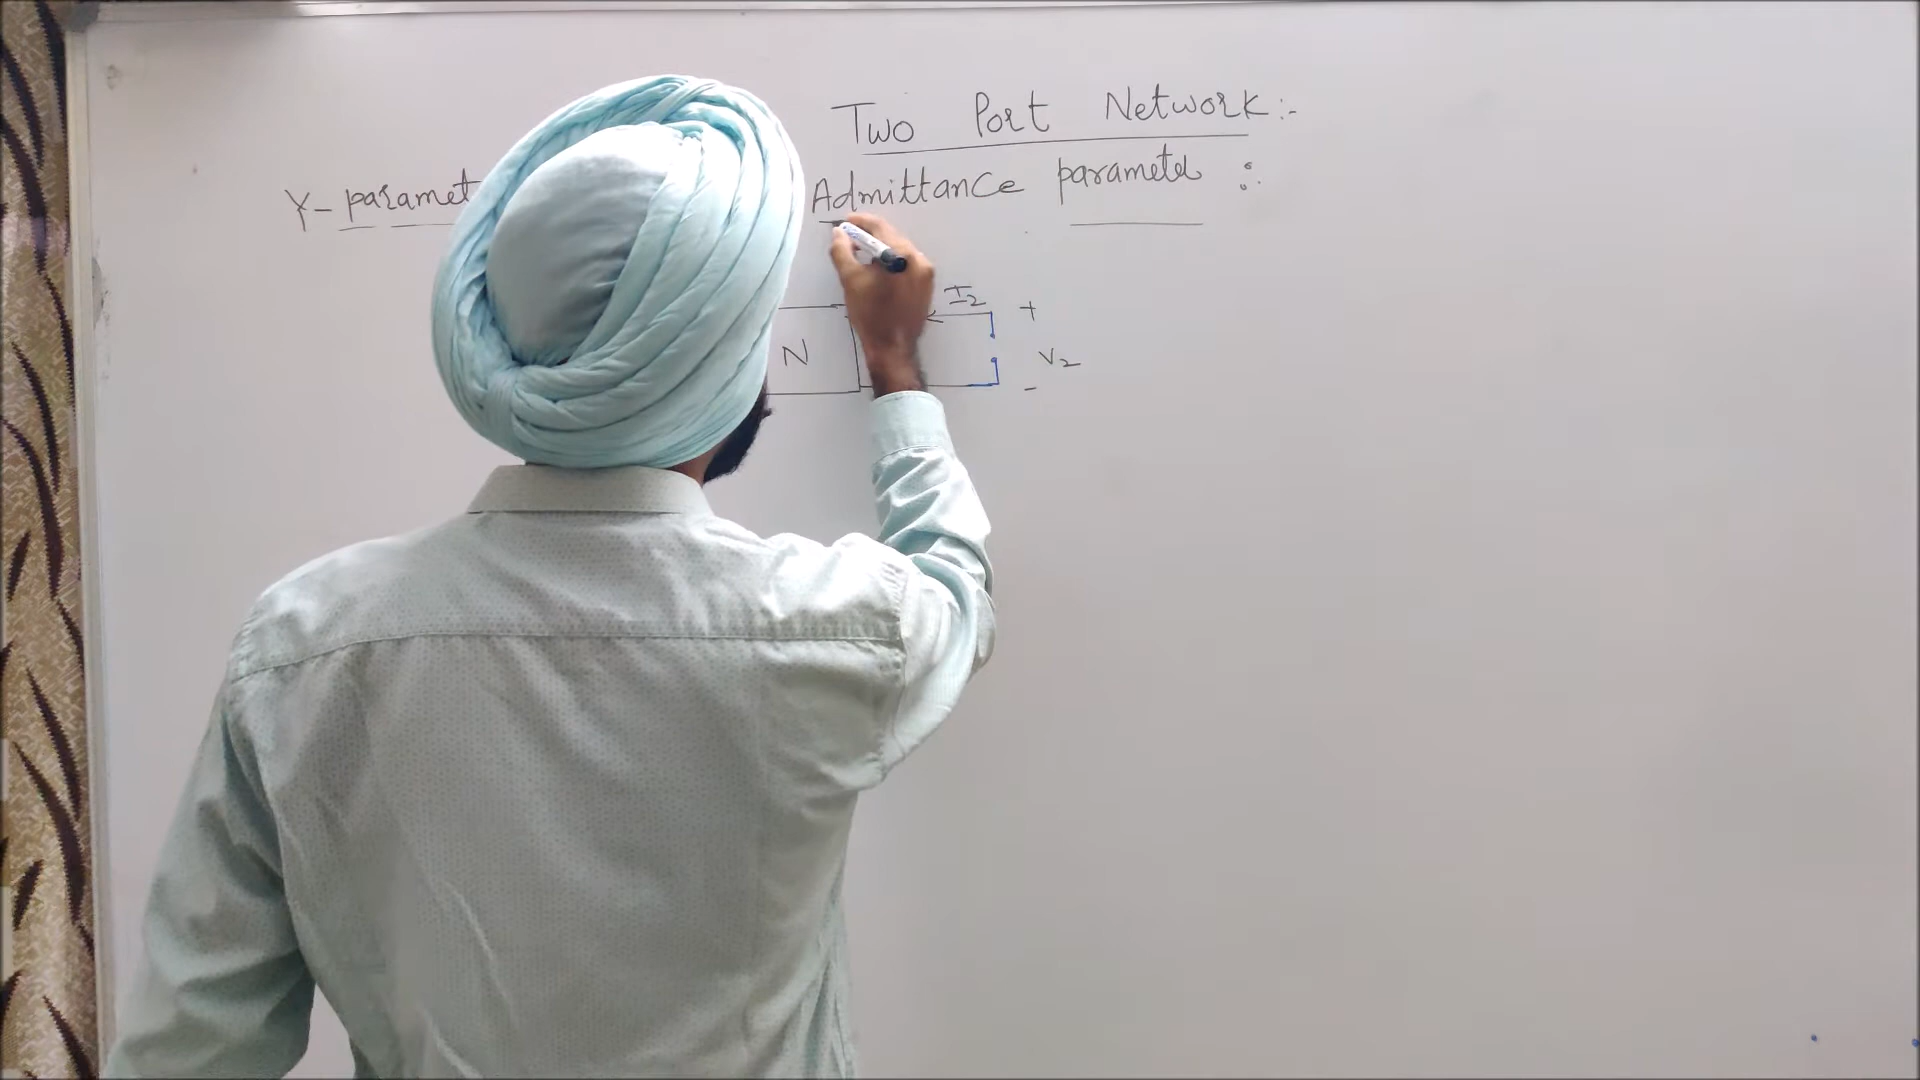 Two Port Network:-
Y- paramet Admittance parameter :
I2 +
N V2
-